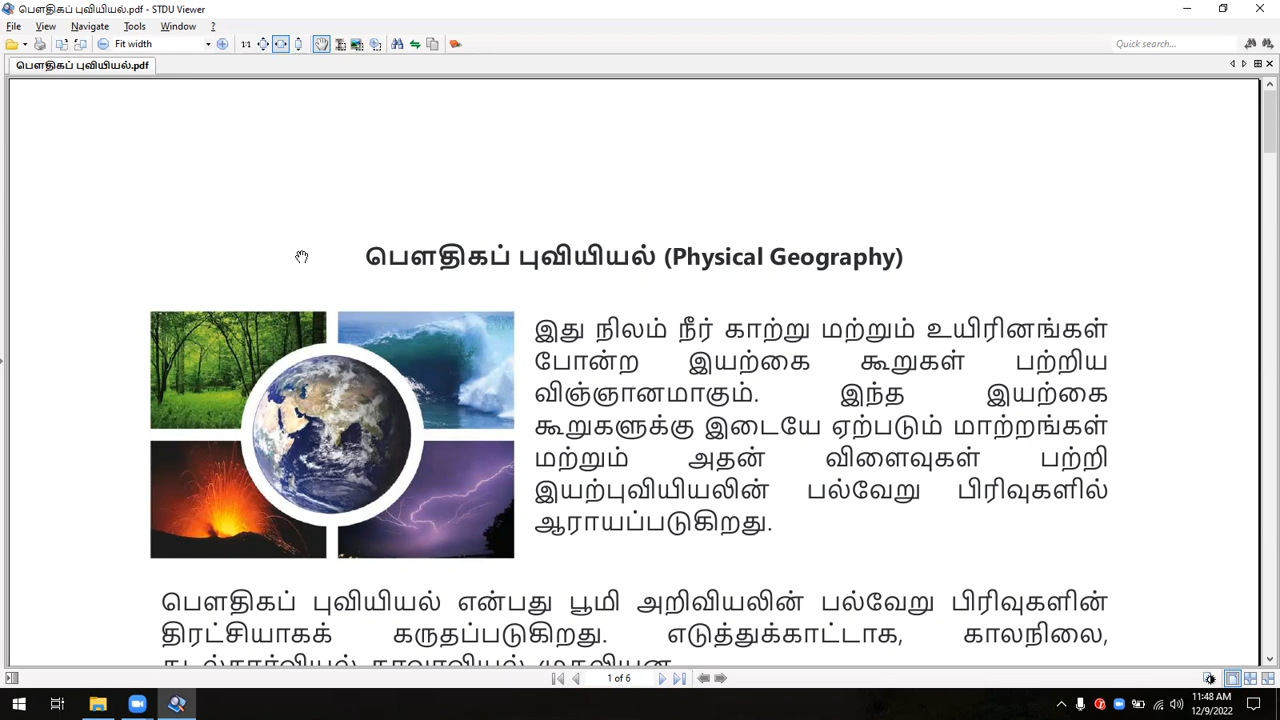 பௌதிகப் புவியியல்.pdf - STDU Viewer
File View Navigate Tools Window ?
Fit width
1:1
Quick search...
பௌதிகப் புவியியல்.pdf
பௌதிகப் புவியியல் (Physical Geography)
இது நிலம் நீர் காற்று மற்றும் உயிரினங்கள்
போன்ற இயற்கை கூறுகள் பற்றிய
விஞ்ஞானமாகும். இந்த இயற்கை
கூறுகளுக்கு இடையே ஏற்படும் மாற்றங்கள்
மற்றும் அதன் விளைவுகள் பற்றி
இயற்புவியியலின் பல்வேறு பிரிவுகளில்
ஆராயப்படுகிறது.
பௌதிகப் புவியியல் என்பது பூமி அறிவியலின் பல்வேறு பிரிவுகளின்
திரட்சியாகக் கருதப்படுகிறது. எடுத்துக்காட்டாக, காலநிலை,
1 of 6
11:48 AM
12/9/2022